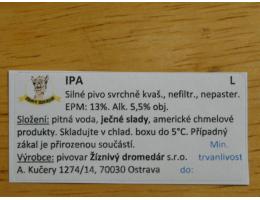 IPA L
Silné pivo svrchně kvaš., nefiltr., nepaster.
EPM: 13%. Alk. 5,5% obj.
Složení: pitná voda, ječné slady, americké chmelové
produkty. Skladujte v chlad. boxu do 5°C. Případný
zákal je přirozenou součástí. Min.
Výrobce: pivovar Žíznivý dromedár s.r.o. trvanlivost
A. Kučery 1274/14, 70030 Ostrava do: